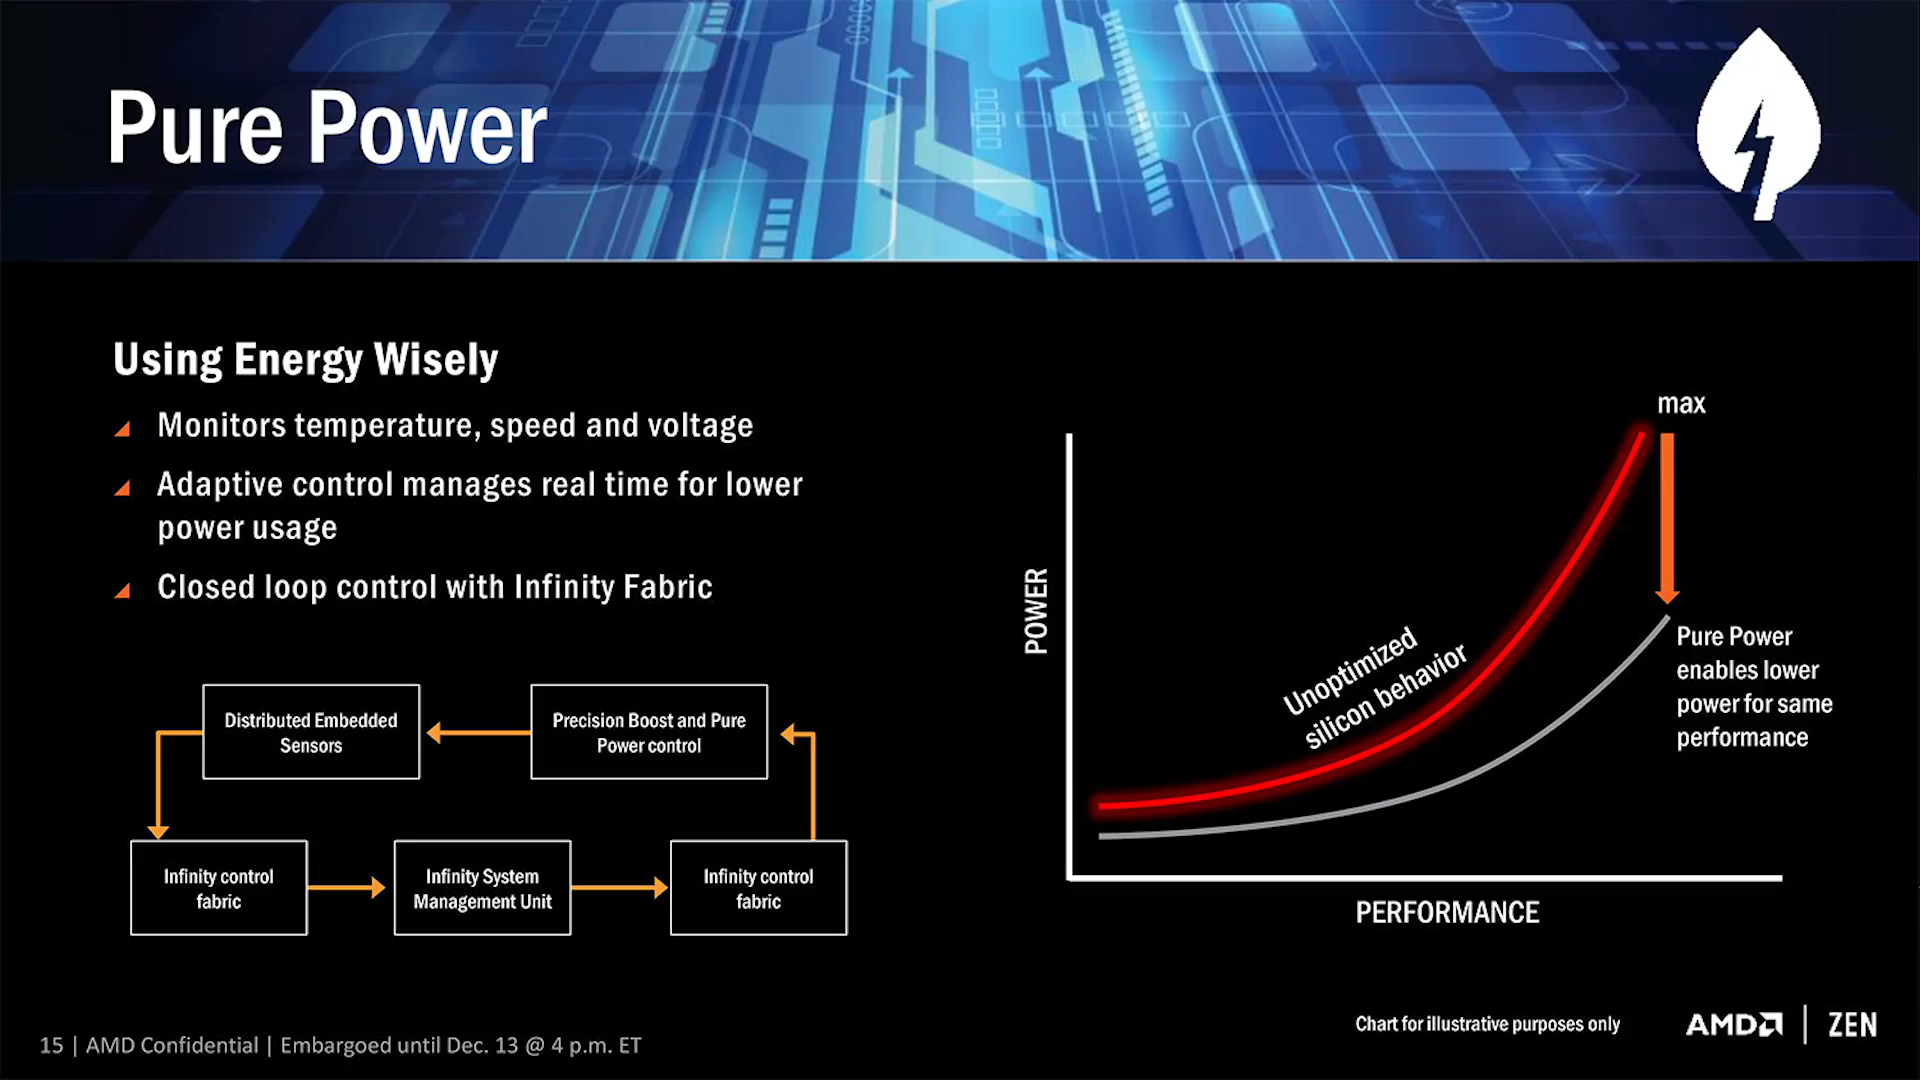 Pure Power
Using Energy Wisely
Monitors temperature, speed and voltage
Adaptive control manages real time for lower
power usage
Closed loop control with Infinity Fabric
Distributed Embedded
Sensors
Precision Boost and Pure
Power control
Infinity control
fabric
Infinity System
Management Unit
Infinity control
fabric
max
POWER
Unoptimized
silicon behavior
Pure Power
enables lower
power for same
performance
PERFORMANCE
Chart for illustrative purposes only
AMD | ZEN
15 | AMD Confidential | Embargoed until Dec. 13 @ 4 p.m. ET